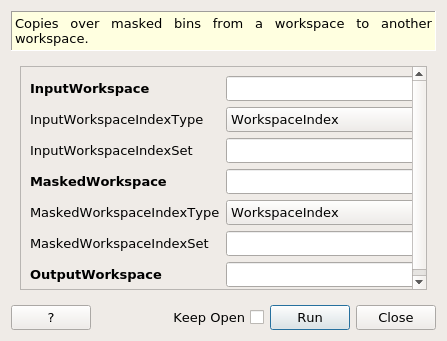 Copies over masked bins from a workspace to another
workspace.
InputWorkspace
InputWorkspaceIndexType WorkspaceIndex
InputWorkspaceIndexSet
MaskedWorkspace
MaskedWorkspaceIndexType WorkspaceIndex
MaskedWorkspaceIndexSet
OutputWorkspace
? Keep Open Run Close